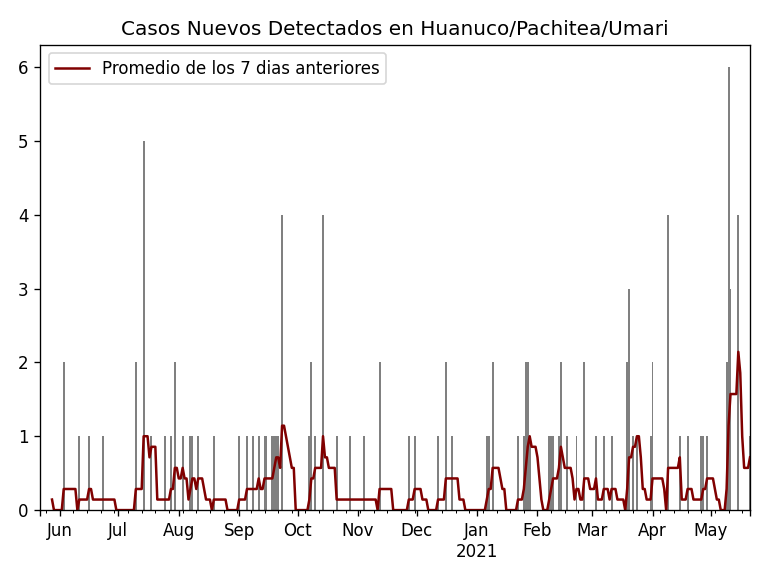 Casos Nuevos Detectados en Huanuco/Pachitea/Umari
Promedio de los 7 dias anteriores
6
5
4
3
2
1
0
Jun Jul Aug Sep Oct Nov Dec Jan Feb Mar Apr May
2021